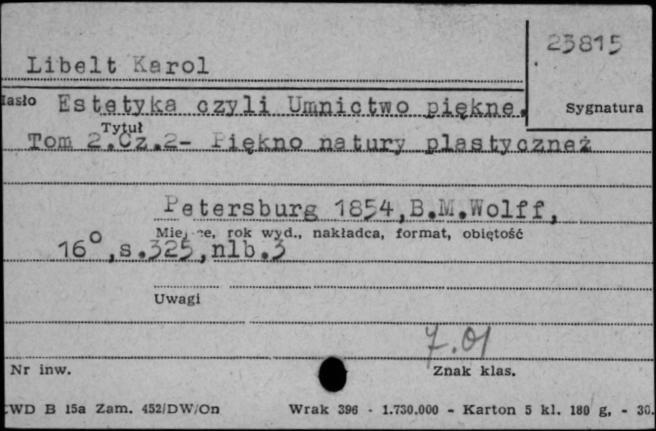 23815
Libelt Karol
Hasło Estetyka czyli Umnictwo piękne. Sygnatura
Tytuł
Tom 2.Cz.2- Piękno natury plastyczneż
Petersburg 1854,B.M.Wolff,
Miejsce, rok wyd., nakładca, format, objętość
16°,s.325,nlb.3
Uwagi
7.01
Nr inw. Znak klas.
CWD B 15a Zam. 452/DW/On Wrak 396 - 1.730.000 - Karton 5 kl. 180 g. - 30.